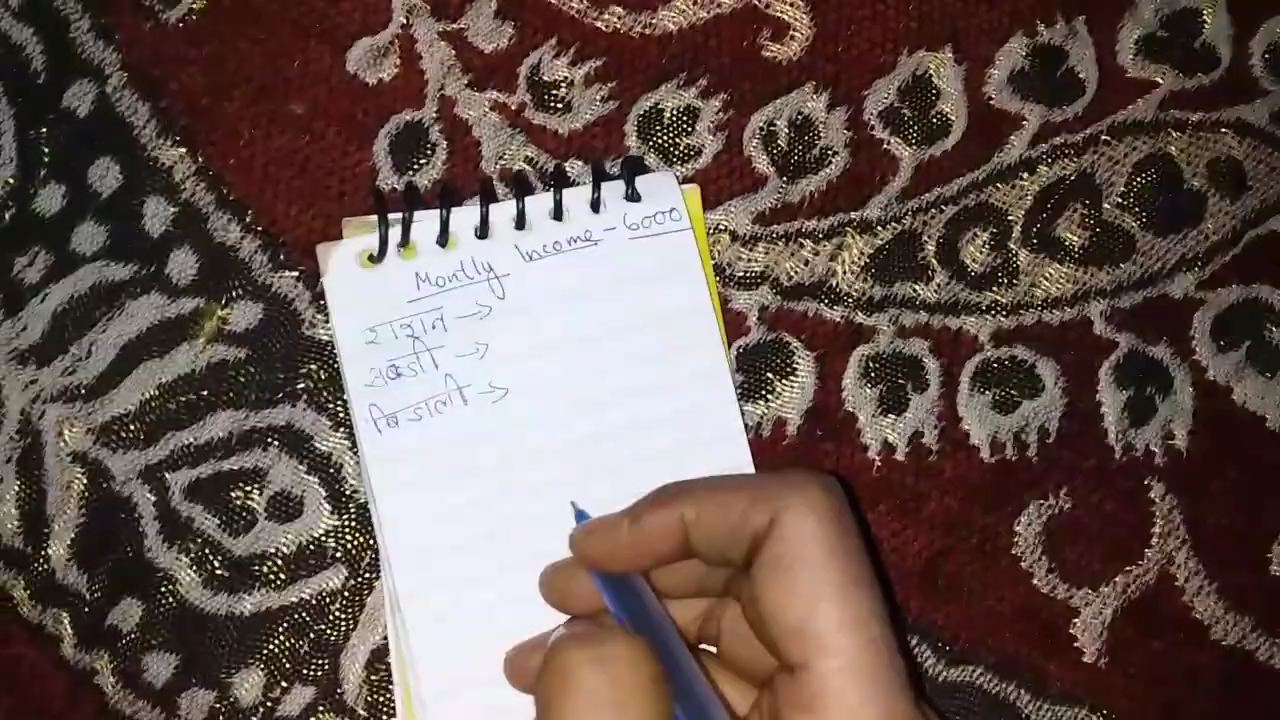 Montly Income - 6000
राशन →
सब्जी →
बिजली →